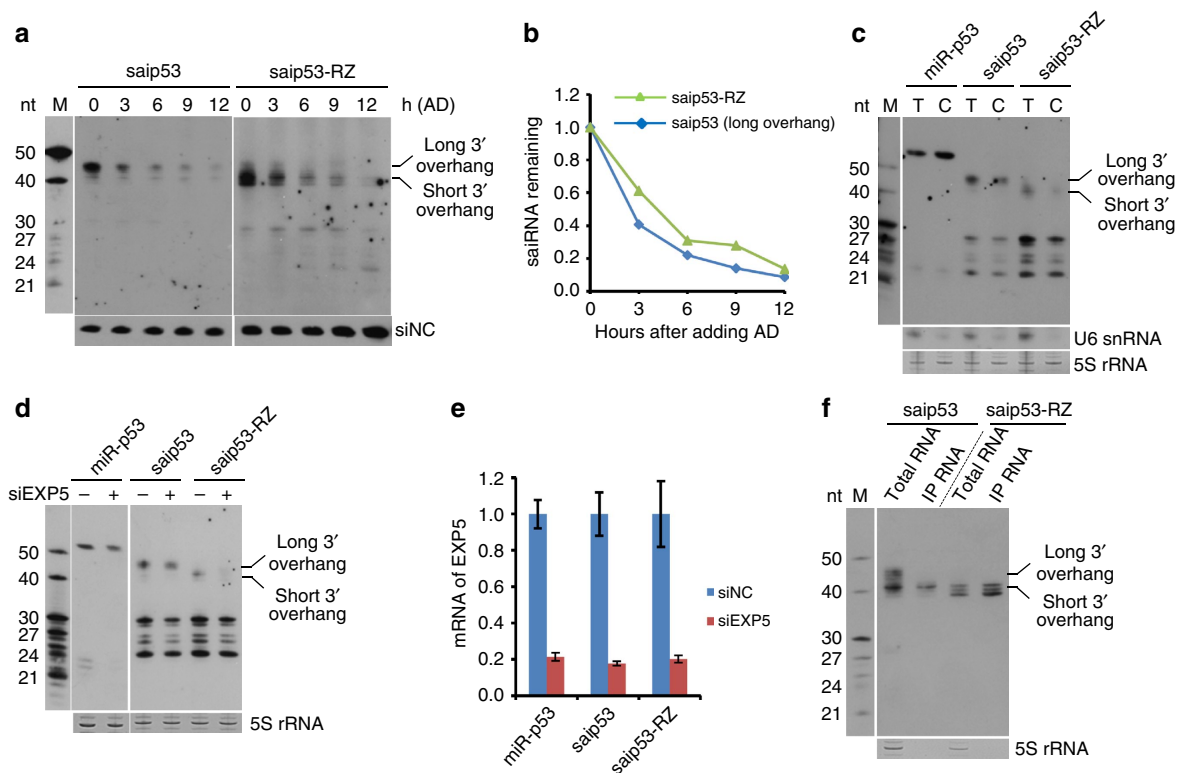 a
saip53
saip53-RZ
nt M 0 3 6 9 12 0 3 6 9 12 h (AD)
50
40
30
27
24
21
Long 3′
overhang
Short 3′
overhang
siNC
b
1.2
1.0
0.8
0.6
0.4
0.2
0.0
saiRNA remaining
saip53-RZ
saip53 (long overhang)
0 3 6 9 12
Hours after adding AD
c
miR-p53
saip53
saip53-RZ
nt M T C T C T C
50
40
30
27
24
21
Long 3′
overhang
Short 3′
overhang
U6 snRNA
5S rRNA
d
miR-p53
saip53
saip53-RZ
siEXP5 – + – + – +
50
40
30
27
24
21
Long 3′
overhang
Short 3′
overhang
5S rRNA
e
1.2
1.0
0.8
0.6
0.4
0.2
0.0
mRNA of EXP5
siNC
siEXP5
miR-p53
saip53
saip53-RZ
f
saip53
saip53-RZ
Total RNA
IP RNA
Total RNA
IP RNA
nt M
50
40
30
27
24
21
Long 3′
overhang
Short 3′
overhang
5S rRNA